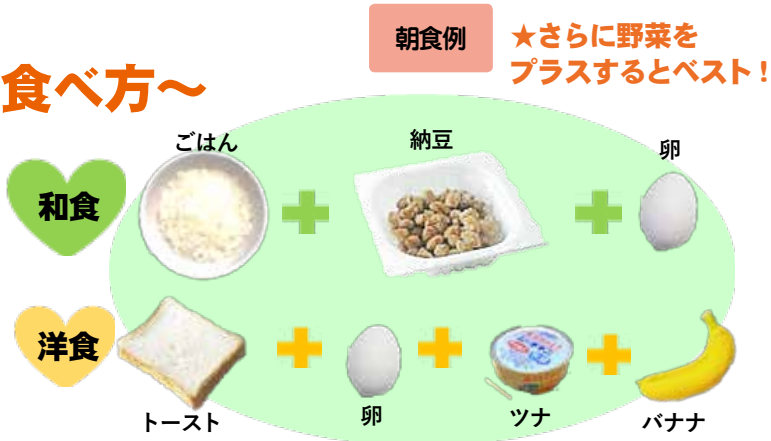 朝食例
★さらに野菜を
プラスするとベスト！
食べ方～
ごはん
納豆
卵
和食
洋食
トースト
卵
ツナ
バナナ